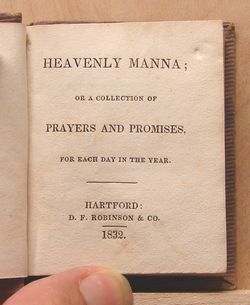 HEAVENLY MANNA;
OR A COLLECTION OF
PRAYERS AND PROMISES,
FOR EACH DAY IN THE YEAR.
HARTFORD:
D. F. ROBINSON & CO.
1832.